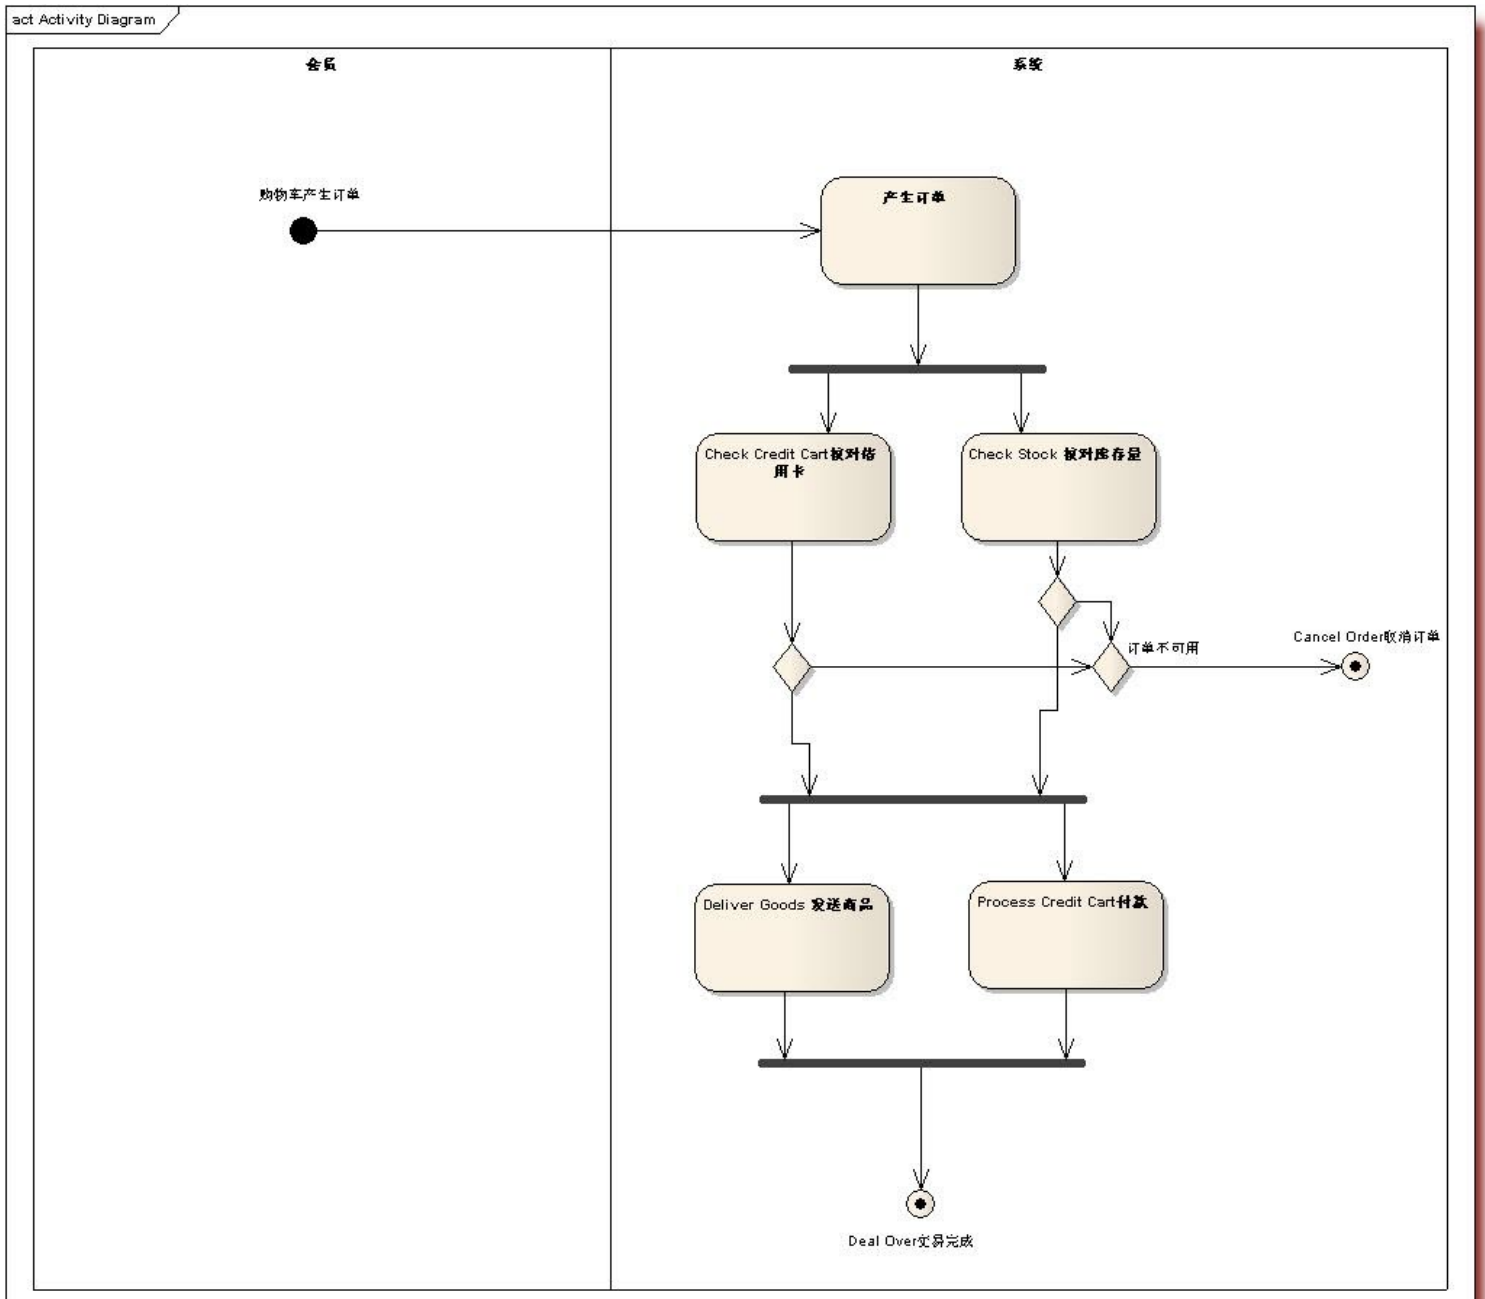 act Activity Diagram
会员
系统
购物车产生订单
产生订单
Check Credit Cart核对信
用卡
Check Stock 核对库存量
订单不可用
Cancel Order取消订单
Deliver Goods 发送商品
Process Credit Cart付款
Deal Over交易完成